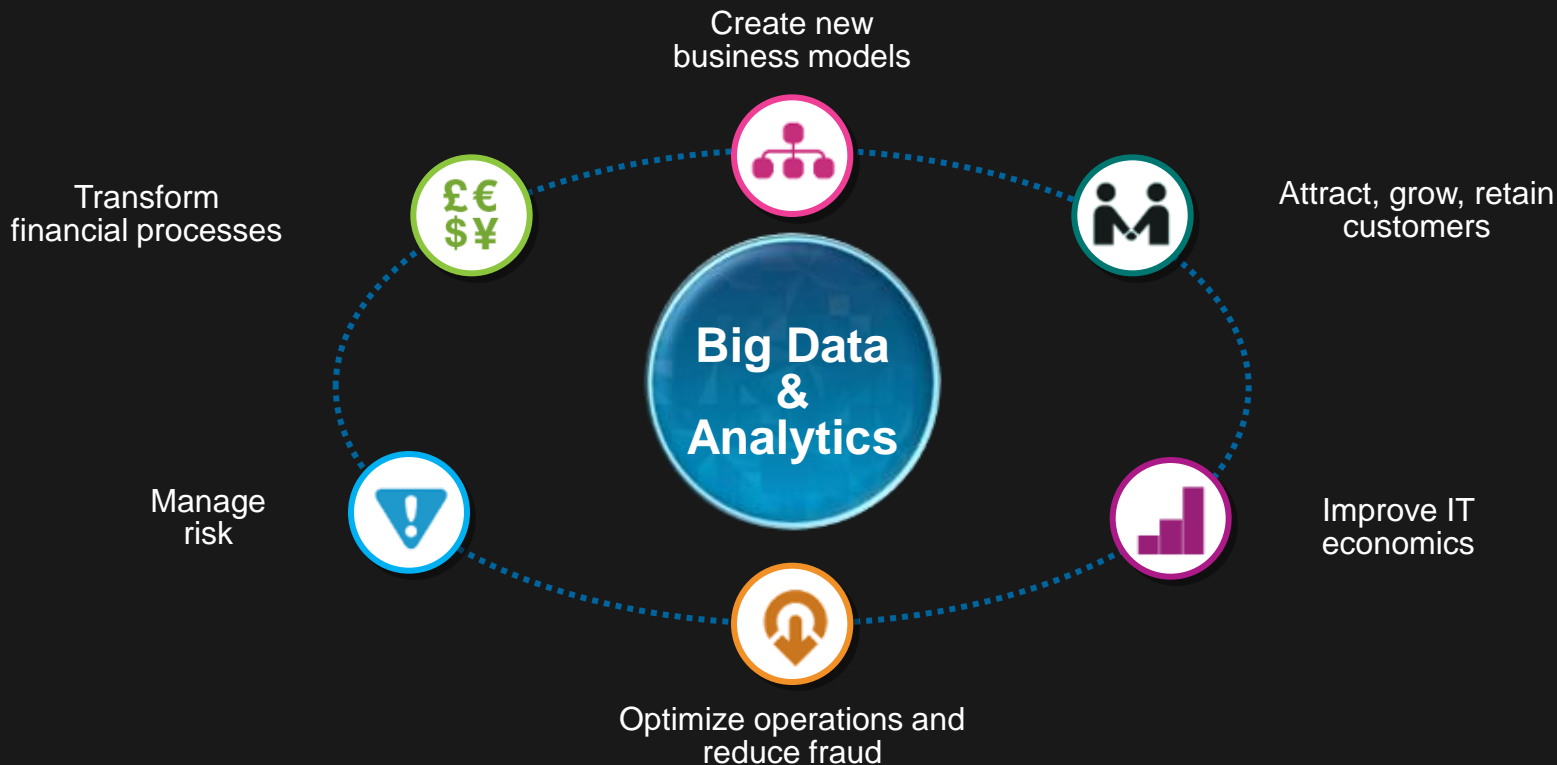 Create new
business models
Transform
financial processes
£€
$¥
Attract, grow, retain
customers
Big Data
&
Analytics
Manage
risk
!
Improve IT
economics
Optimize operations and
reduce fraud